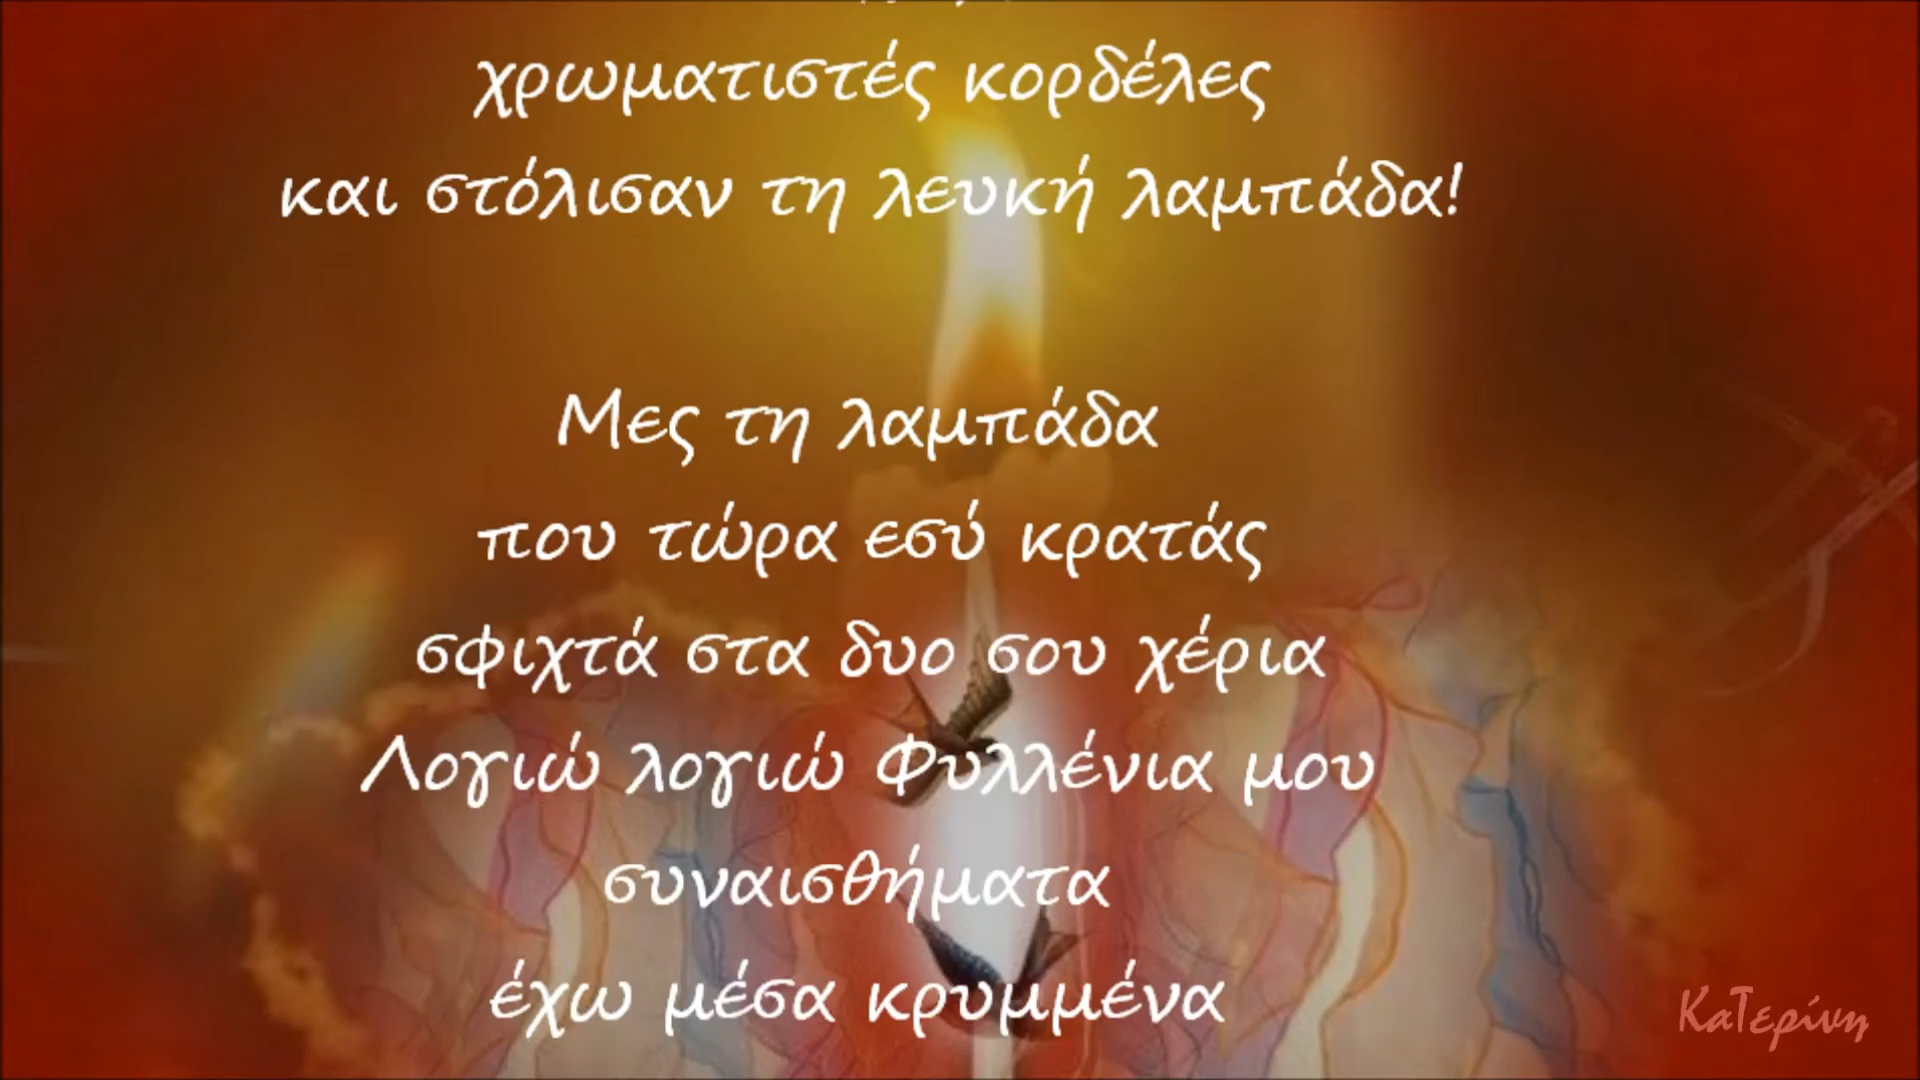 χρωματιστές κορδέλες
και στόλισαν τη λευκή λαμπάδα!
Μες τη λαμπάδα
που τώρα εσύ κρατάς
σφιχτά στα δυο σου χέρια
Λογιώ λογιώ Φυλλένια μου
συναισθήματα
έχω μέσα κρυμμένα
ΚαΤερίνη